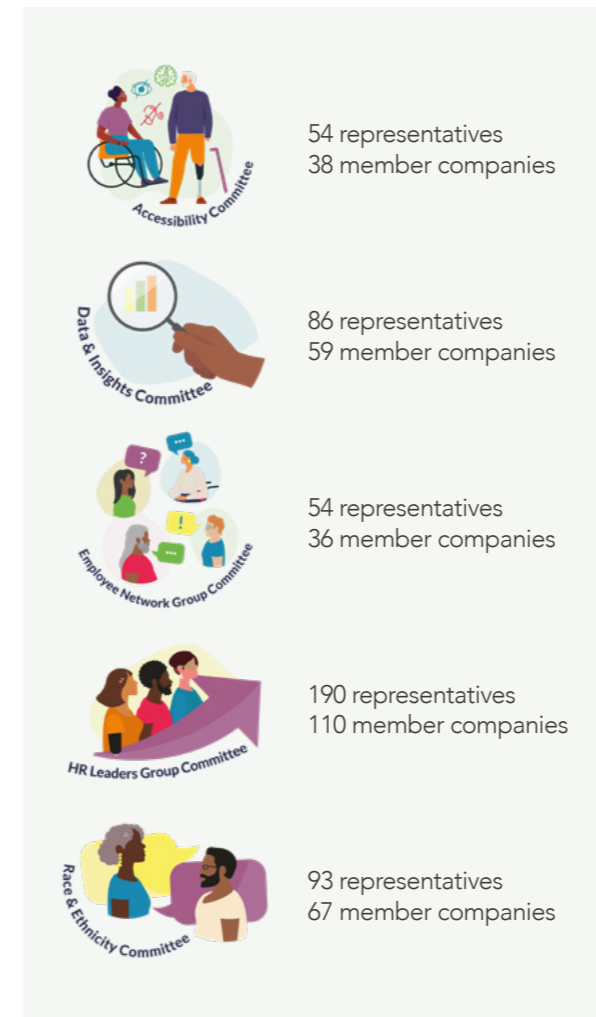 54 representatives
38 member companies
Accessibility Committee
86 representatives
59 member companies
Data & Insights Committee
?
...
!
...
54 representatives
36 member companies
Employee Network Group Committee
190 representatives
110 member companies
HR Leaders Group Committee
93 representatives
67 member companies
Race & Ethnicity Committee